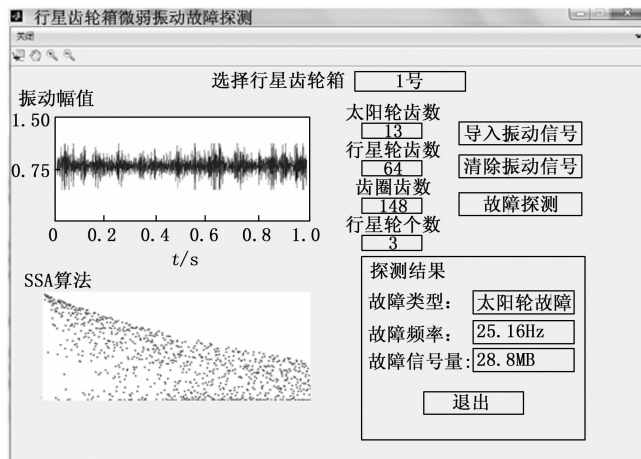 行星齿轮箱微弱振动故障探测
关闭
选择行星齿轮箱 1号
振动幅值
1.50
0.75
0 0.2 0.4 0.6 0.8 1.0
t/s
太阳轮齿数
13
行星轮齿数
64
齿圈齿数
148
行星轮个数
3
导入振动信号
清除振动信号
故障探测
SSA算法
探测结果
故障类型: 太阳轮故障
故障频率: 25.16Hz
故障信号量: 28.8MB
退出